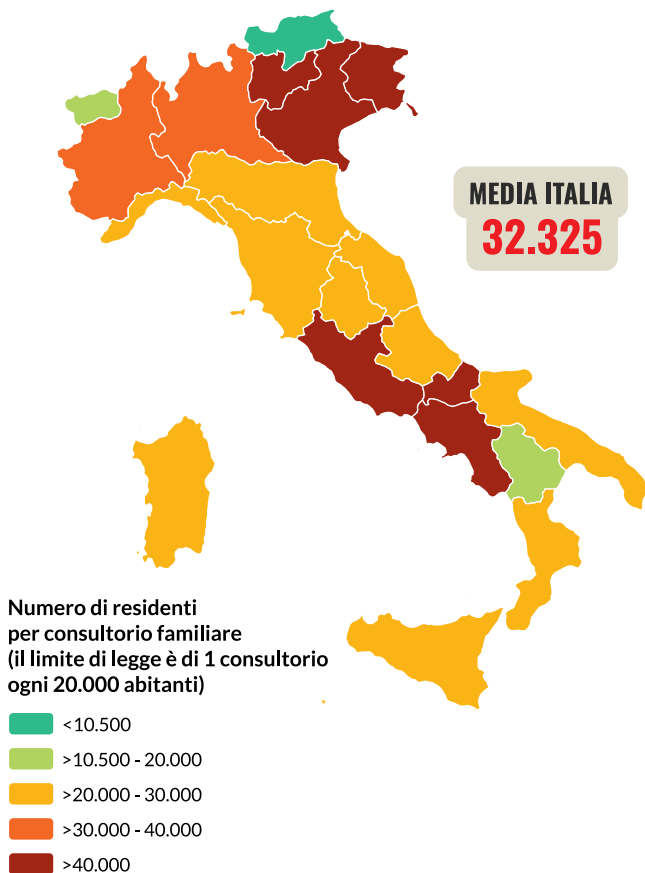 MEDIA ITALIA
32.325
Numero di residenti
per consultorio familiare
(il limite di legge è di 1 consultorio
ogni 20.000 abitanti)
<10.500
>10.500 - 20.000
>20.000 - 30.000
>30.000 - 40.000
>40.000